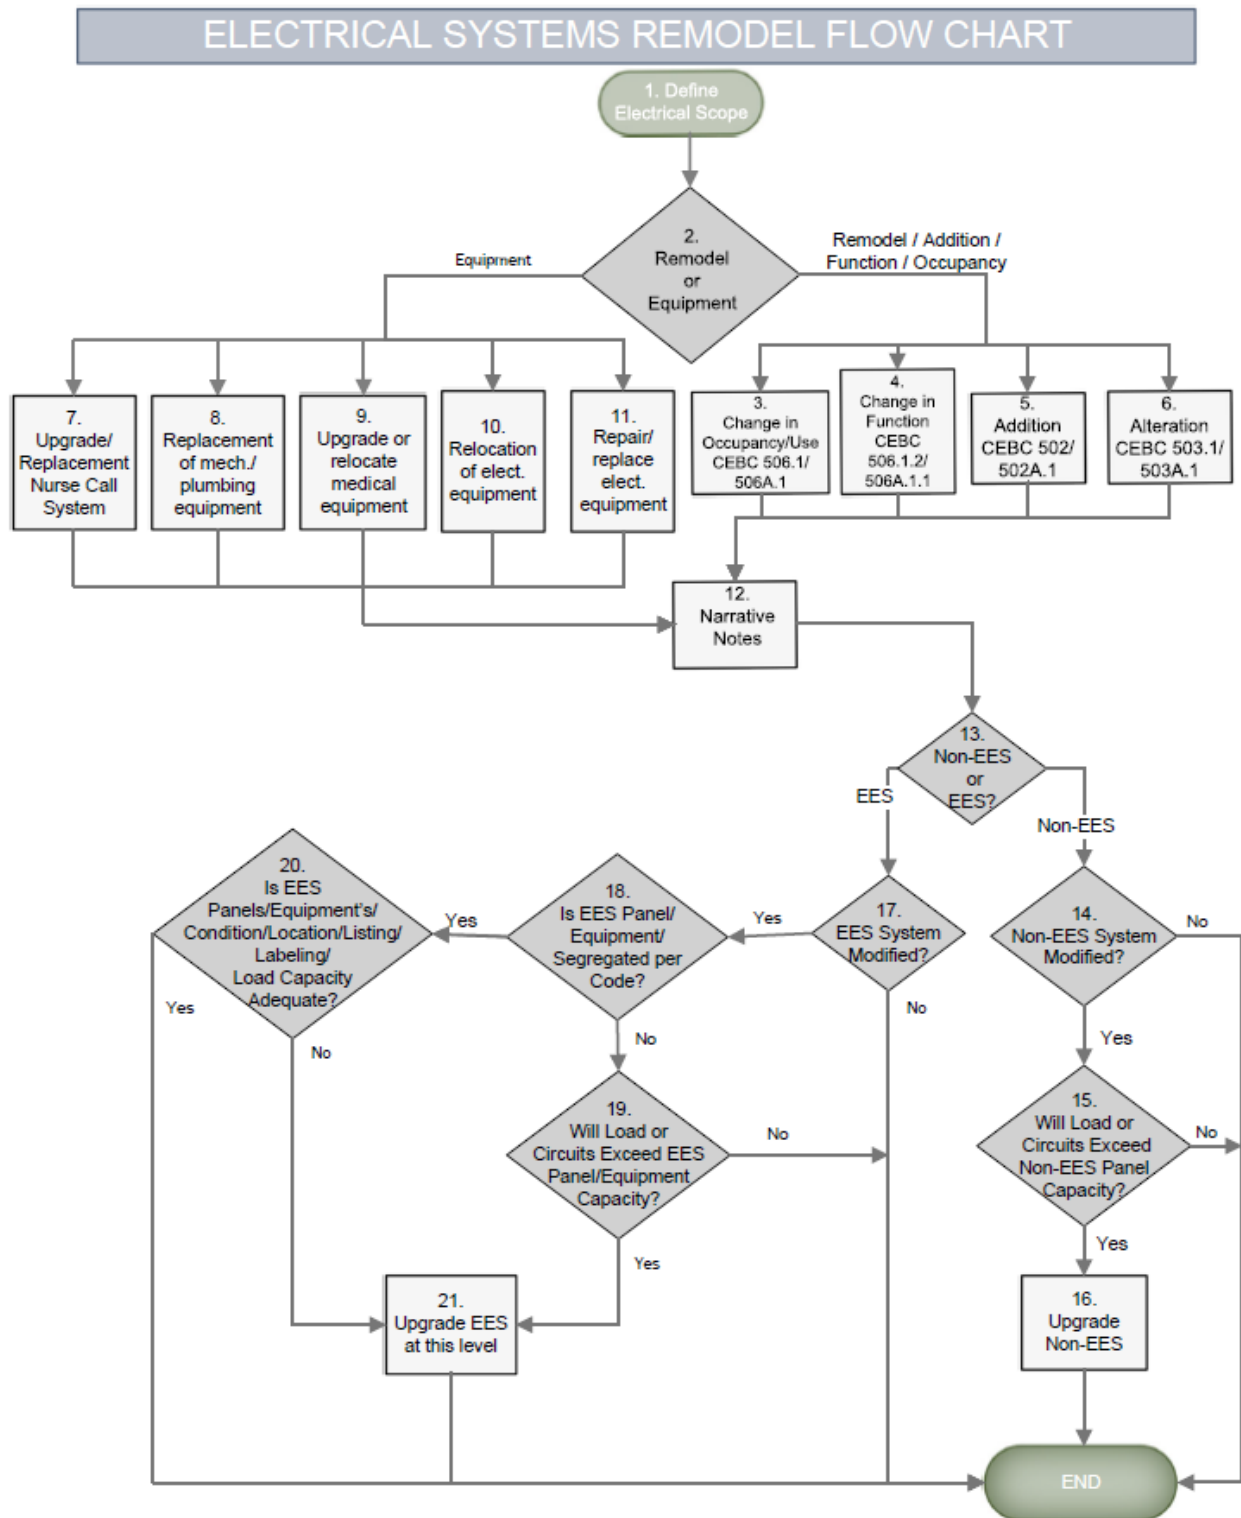 ELECTRICAL SYSTEMS REMODEL FLOW CHART
1. Define
Electrical Scope
2.
Remodel
or
Equipment
Equipment
Remodel / Addition /
Function / Occupancy
7.
Upgrade/
Replacement
Nurse Call
System
8.
Replacement
of mech./
plumbing
equipment
9.
Upgrade or
relocate
medical
equipment
10.
Relocation
of elect.
equipment
11.
Repair/
replace
elect.
equipment
3.
Change in
Occupancy/Use
CEBC 506.1/
506A.1
4.
Change in
Function
CEBC
506.1.2/
506A.1.1
5.
Addition
CEBC 502/
502A.1
6.
Alteration
CEBC 503.1/
503A.1
12.
Narrative
Notes
13.
Non-EES
or
EES?
EES
Non-EES
20.
Is EES
Panels/Equipment's/
Condition/Location/Listing/
Labeling/
Load Capacity
Adequate?
Yes
18.
Is EES Panel/
Equipment/
Segregated per
Code?
Yes
17.
EES System
Modified?
14.
Non-EES System
Modified?
No
Yes
No
No
No
Yes
19.
Will Load or
Circuits Exceed EES
Panel/Equipment
Capacity?
No
15.
Will Load or
Circuits Exceed
Non-EES Panel
Capacity?
No
Yes
Yes
21.
Upgrade EES
at this level
16.
Upgrade
Non-EES
END